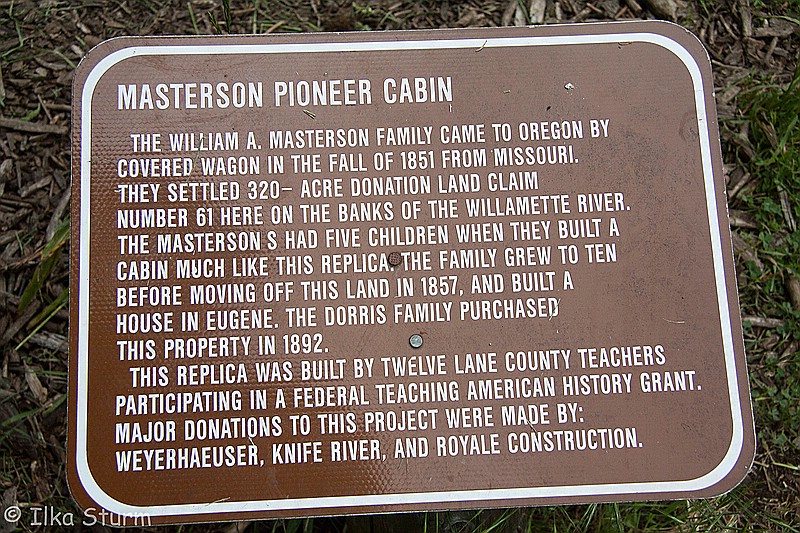 MASTERSON PIONEER CABIN
THE WILLIAM A. MASTERSON FAMILY CAME TO OREGON BY
COVERED WAGON IN THE FALL OF 1851 FROM MISSOURI.
THEY SETTLED 320- ACRE DONATION LAND CLAIM
NUMBER 61 HERE ON THE BANKS OF THE WILLAMETTE RIVER.
THE MASTERSON S HAD FIVE CHILDREN WHEN THEY BUILT A
CABIN MUCH LIKE THIS REPLICA. THE FAMILY GREW TO TEN
BEFORE MOVING OFF THIS LAND IN 1857, AND BUILT A
HOUSE IN EUGENE. THE DORRIS FAMILY PURCHASED
THIS PROPERTY IN 1892.
THIS REPLICA WAS BUILT BY TWELVE LANE COUNTY TEACHERS
PARTICIPATING IN A FEDERAL TEACHING AMERICAN HISTORY GRANT.
MAJOR DONATIONS TO THIS PROJECT WERE MADE BY:
WEYERHAEUSER, KNIFE RIVER, AND ROYALE CONSTRUCTION.
© Ilka Sturm